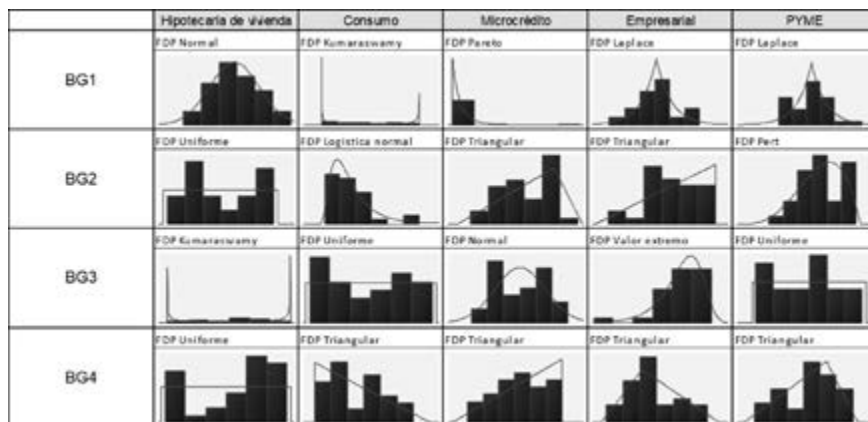 Hipotecaria de vivienda Consumo Microcrédito Empresarial PYME
FDP Normal FDP Kumaraswamy FDP Pareto FDP Laplace FDP Laplace
BG1
FDP Uniforme FDP Logistica normal FDP Triangular FDP Triangular FDP Pert
BG2
FDP Kumaraswamy FDP Uniforme FDP Normal FDP Valor extremo FDP Uniforme
BG3
FDP Uniforme FDP Triangular FDP Triangular FDP Triangular FDP Triangular
BG4